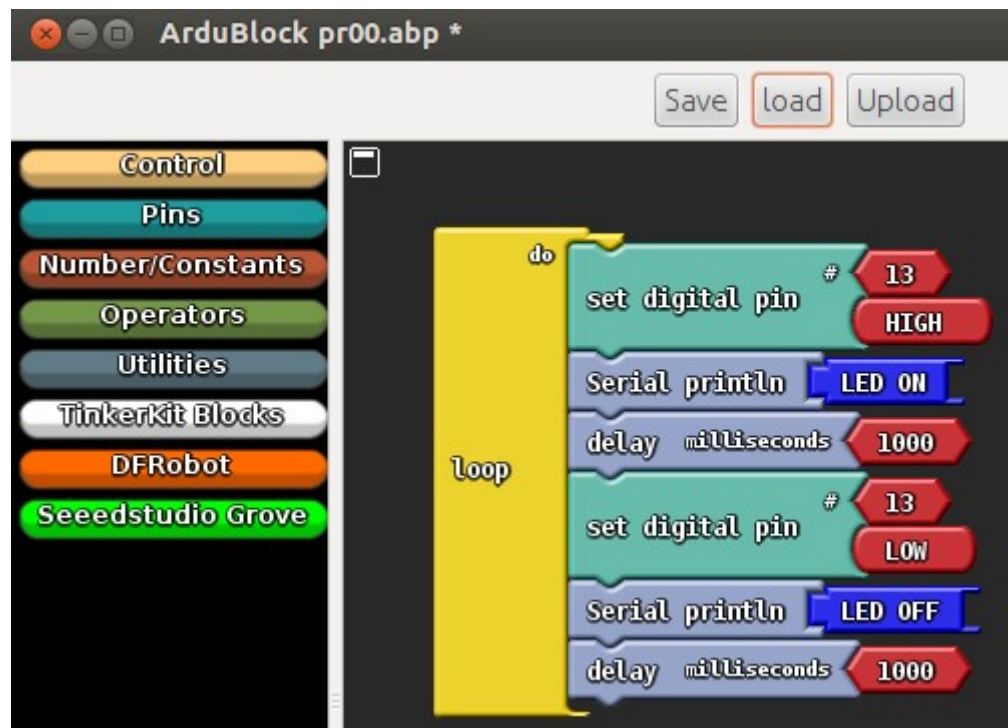 ArduBlock pr00.abp *
Save load Upload
Control
Pins
Number/Constants
Operators
Utilities
TinkerKit Blocks
DFRobot
Seeedstudio Grove
loop
do
set digital pin # 13
HIGH
Serial println LED ON
delay milliseconds 1000
set digital pin # 13
LOW
Serial println LED OFF
delay milliseconds 1000